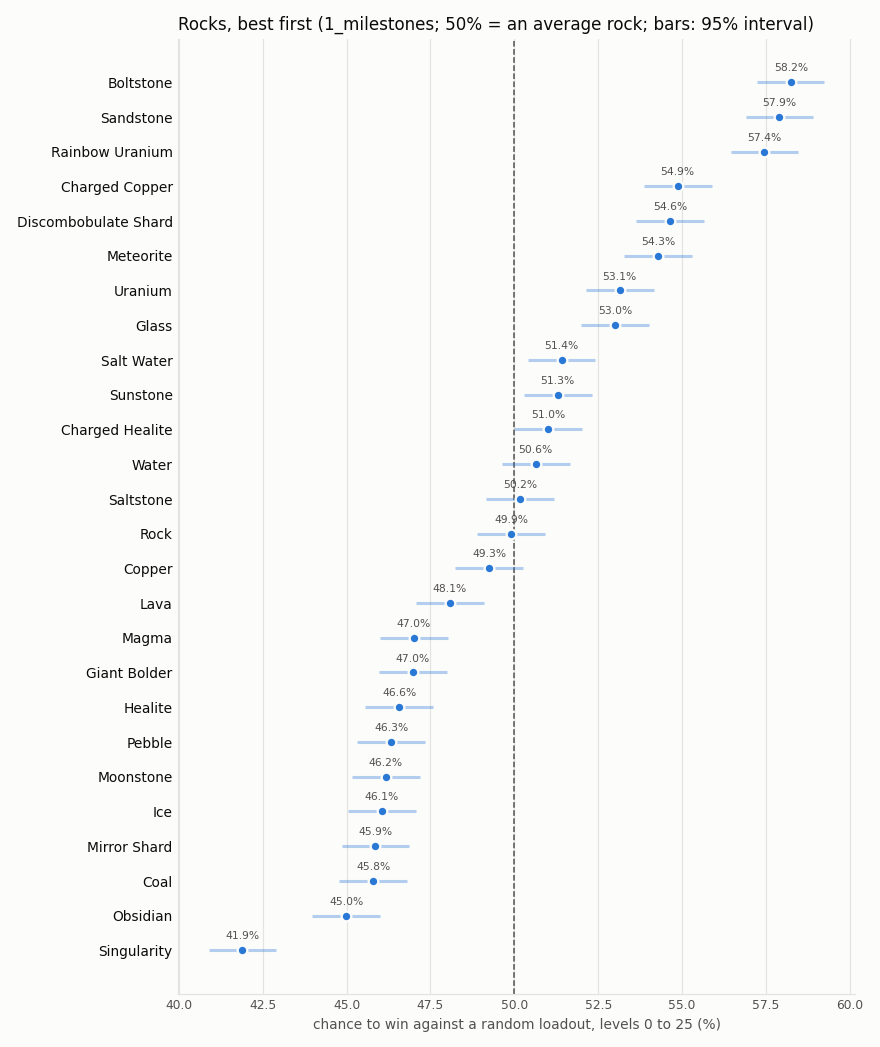 Rocks, best first (1_milestones; 50% = an average rock; bars: 95% interval)
Boltstone 58.2%
Sandstone 57.9%
Rainbow Uranium 57.4%
Charged Copper 54.9%
Discombobulate Shard 54.6%
Meteorite 54.3%
Uranium 53.1%
Glass 53.0%
Salt Water 51.4%
Sunstone 51.3%
Charged Healite 51.0%
Water 50.6%
Saltstone 50.2%
Rock 49.9%
Copper 49.3%
Lava 48.1%
Magma 47.0%
Giant Bolder 47.0%
Healite 46.6%
Pebble 46.3%
Moonstone 46.2%
Ice 46.1%
Mirror Shard 45.9%
Coal 45.8%
Obsidian 45.0%
Singularity 41.9%
40.0 42.5 45.0 47.5 50.0 52.5 55.0 57.5 60.0
chance to win against a random loadout, levels 0 to 25 (%)